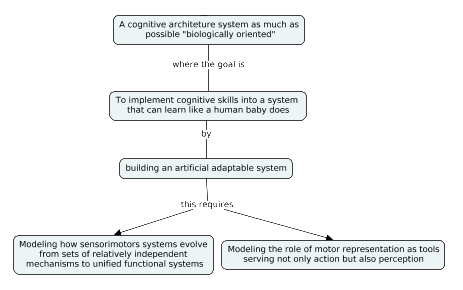 A cognitive architeture system as much as
possible "biologically oriented"
where the goal is
To implement cognitive skills into a system
that can learn like a human baby does
by
building an artificial adaptable system
this requires
Modeling how sensorimotors systems evolve
from sets of relatively independent
mechanisms to unified functional systems
Modeling the role of motor representation as tools
serving not only action but also perception